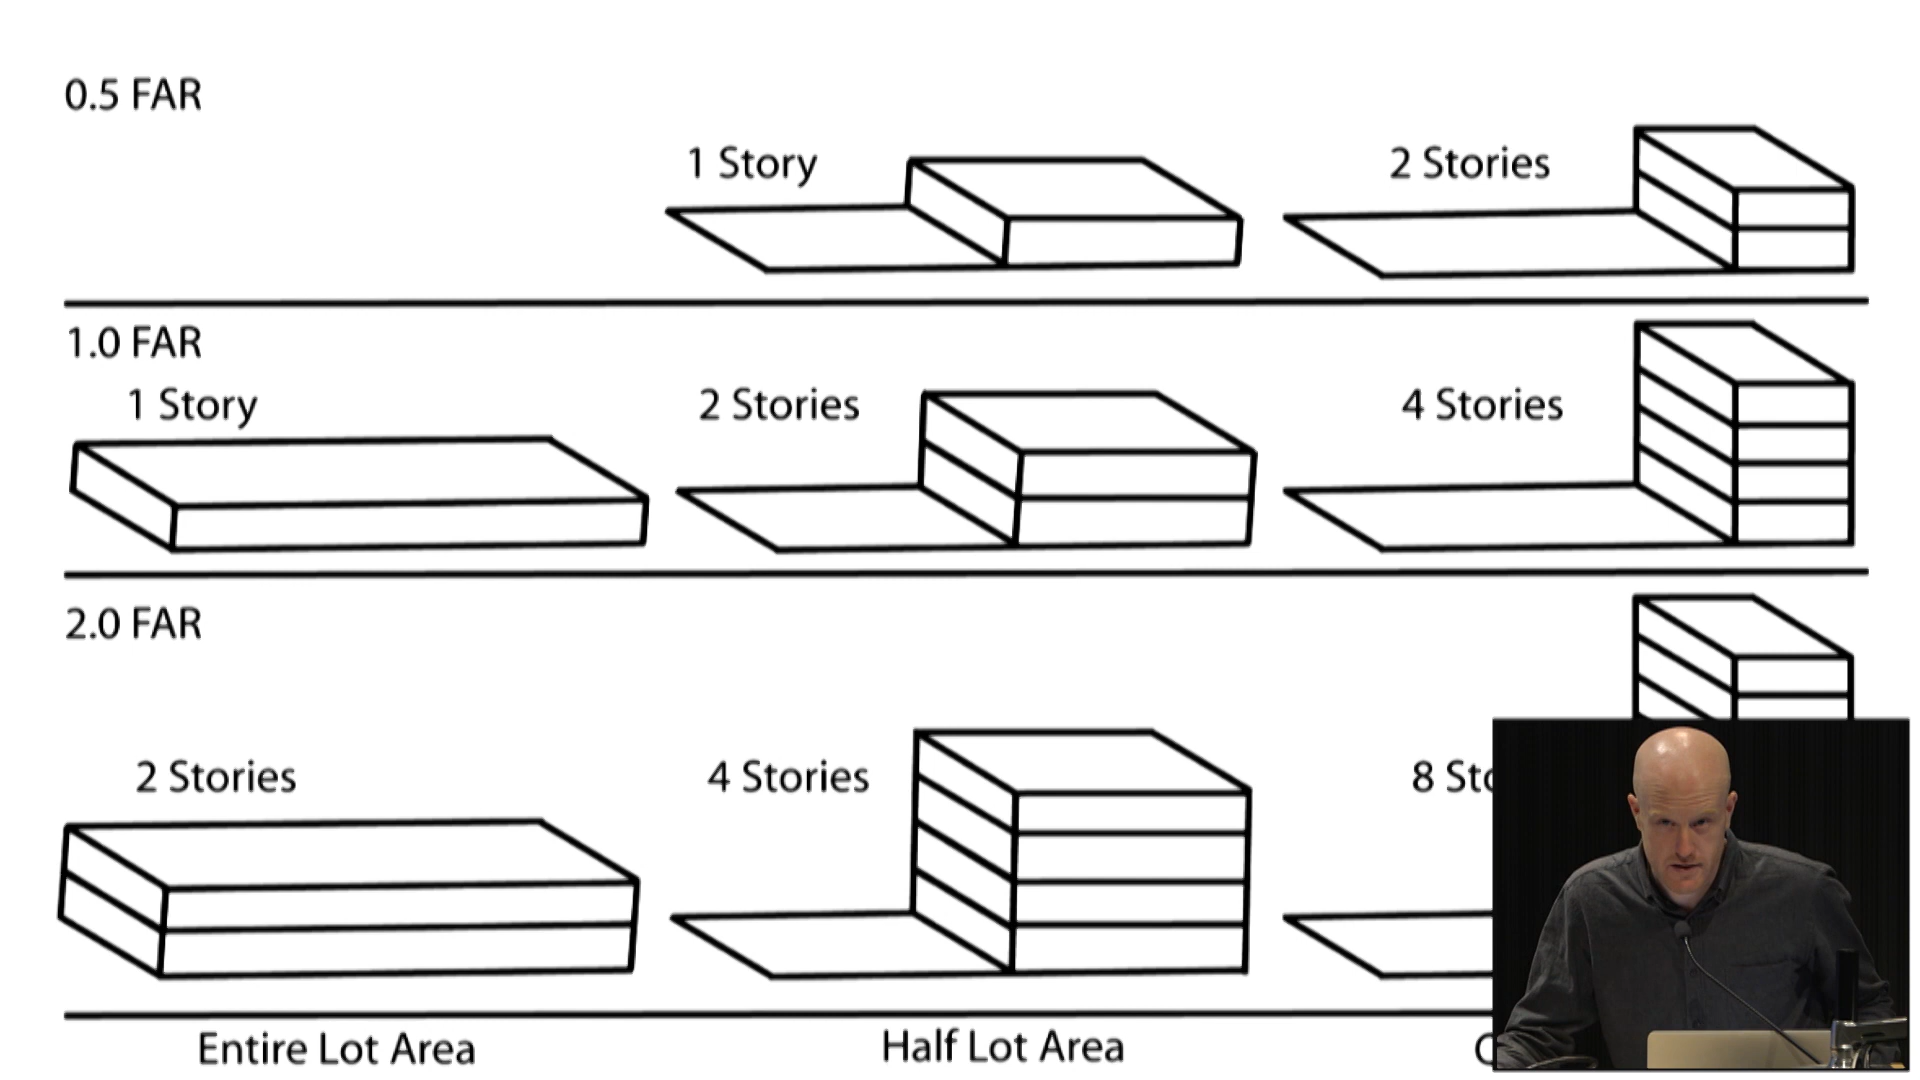 0.5 FAR
1 Story
2 Stories
1.0 FAR
1 Story
2 Stories
4 Stories
2.0 FAR
2 Stories
4 Stories
8
Entire Lot Area
Half Lot Area